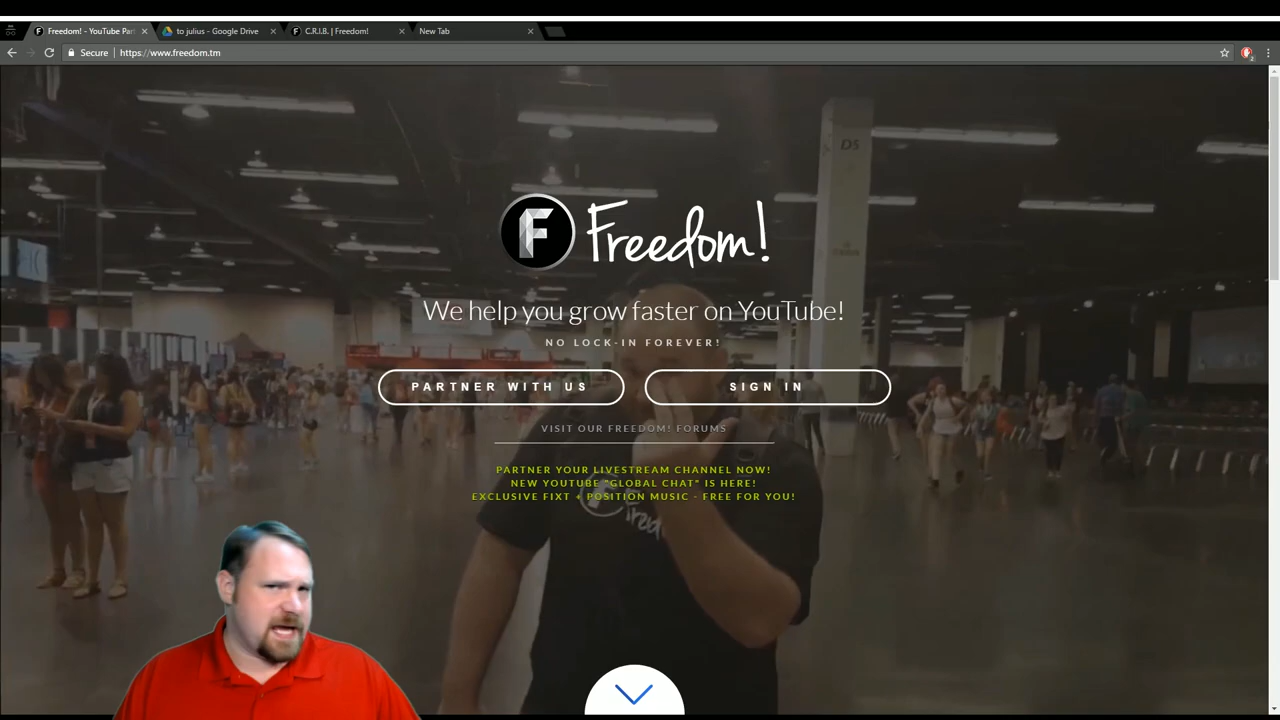 Freedom! - YouTube Par
to julius - Google Drive
C.R.I.B. | Freedom!
New Tab
Secure
https://www.freedom.tm
D5
F Freedom!
We help you grow faster on YouTube!
NO LOCK-IN FOREVER!
PARTNER WITH US
SIGN IN
VISIT OUR FREEDOM! FORUMS
PARTNER YOUR LIVESTREAM CHANNEL NOW!
NEW YOUTUBE "GLOBAL CHAT" IS HERE!
EXCLUSIVE FIXT + POSITION MUSIC - FREE FOR YOU!